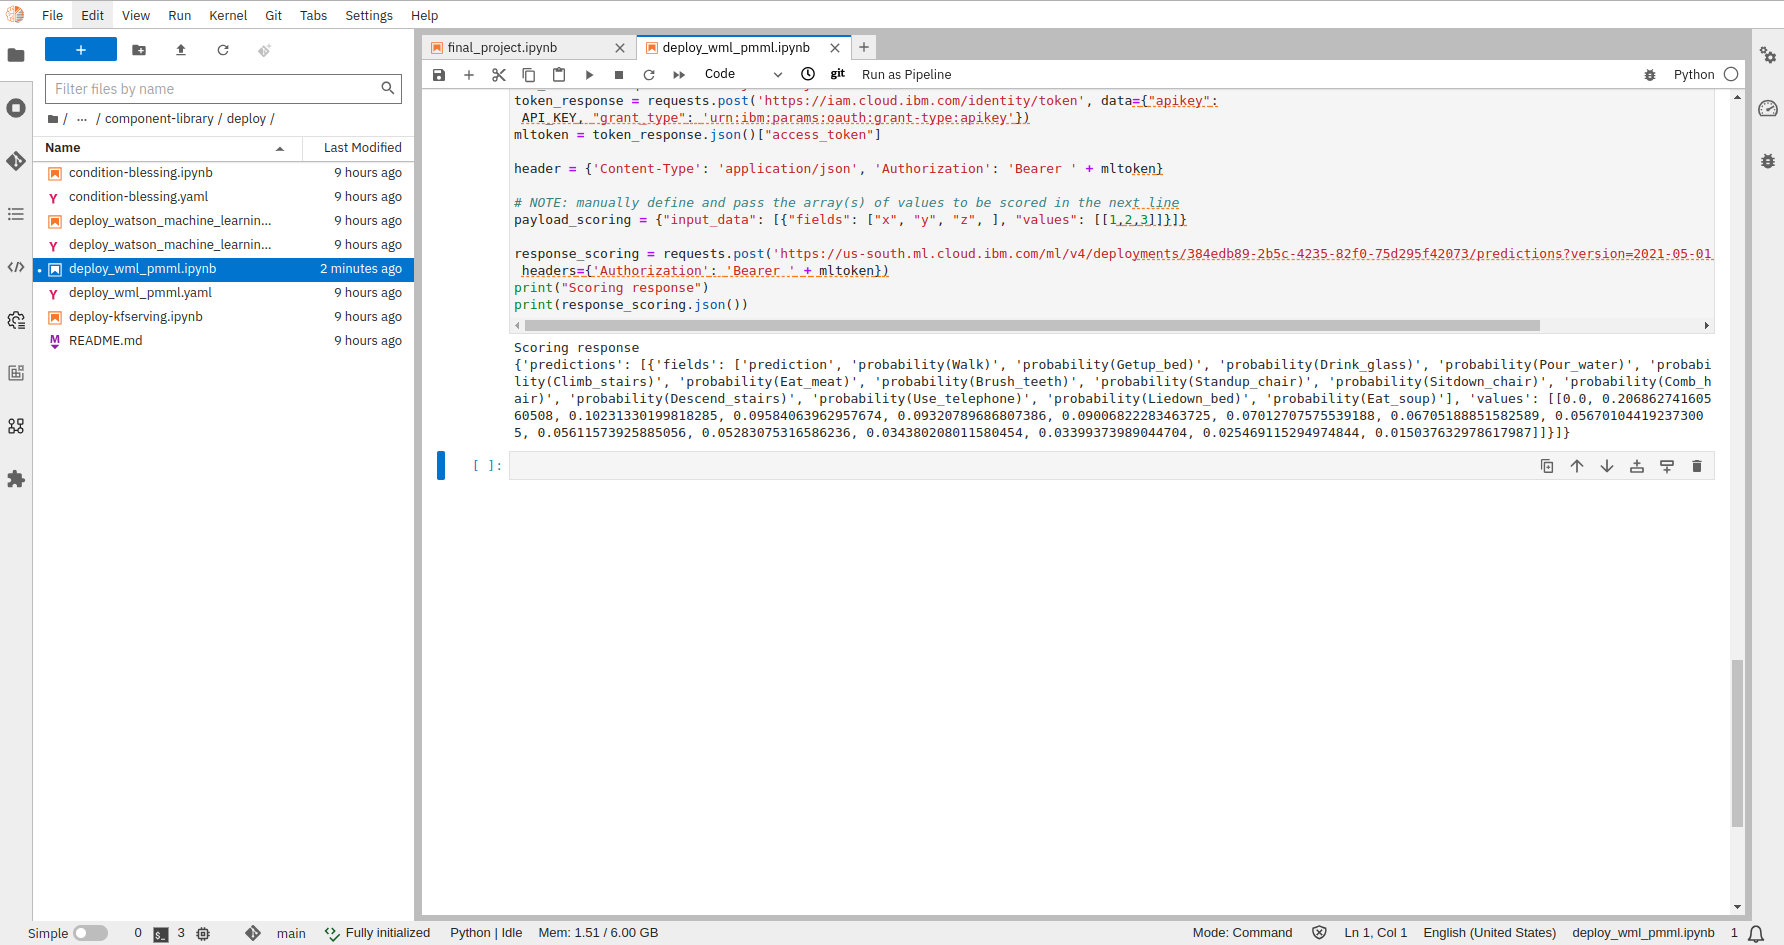 File Edit View Run Kernel Git Tabs Settings Help
+
Filter files by name
/ ... / component-library / deploy /
Name Last Modified
condition-blessing.ipynb 9 hours ago
condition-blessing.yaml 9 hours ago
deploy_watson_machine_learnin... 9 hours ago
deploy_watson_machine_learnin... 9 hours ago
deploy_wml_pmml.ipynb 2 minutes ago
deploy_wml_pmml.yaml 9 hours ago
deploy-kfserving.ipynb 9 hours ago
README.md 9 hours ago
final_project.ipynb deploy_wml_pmml.ipynb
Code git Run as Pipeline Python
token_response = requests.post('https://iam.cloud.ibm.com/identity/token', data={"apikey":
API_KEY, "grant_type": 'urn:ibm:params:oauth:grant-type:apikey'})
mltoken = token_response.json()["access_token"]
header = {'Content-Type': 'application/json', 'Authorization': 'Bearer ' + mltoken}
# NOTE: manually define and pass the array(s) of values to be scored in the next line
payload_scoring = {"input_data": [{"fields": ["x", "y", "z", ], "values": [[1,2,3]]}]}
response_scoring = requests.post('https://us-south.ml.cloud.ibm.com/ml/v4/deployments/384edb89-2b5c-4235-82f0-75d295f42073/predictions?version=2021-05-01
headers={'Authorization': 'Bearer ' + mltoken})
print("Scoring response")
print(response_scoring.json())
Scoring response
{'predictions': [{'fields': ['prediction', 'probability(Walk)', 'probability(Getup_bed)', 'probability(Drink_glass)', 'probability(Pour_water)', 'probabi
lity(Climb_stairs)', 'probability(Eat_meat)', 'probability(Brush_teeth)', 'probability(Standup_chair)', 'probability(Sitdown_chair)', 'probability(Comb_h
air)', 'probability(Descend_stairs)', 'probability(Use_telephone)', 'probability(Liedown_bed)', 'probability(Eat_soup)'], 'values': [[0.0, 0.206862741605
60508, 0.10231330199818285, 0.09584063962957674, 0.09320789686807386, 0.09006822283463725, 0.07012707575539188, 0.06705188851582589, 0.05670104419237300
5, 0.05611573925885056, 0.05283075316586236, 0.034380208011580454, 0.03399373989044704, 0.025469115294974844, 0.015037632978617987]]}]}
[ ]:
Simple 0 $_ 3 main Fully initialized Python | Idle Mem: 1.51 / 6.00 GB Mode: Command Ln 1, Col 1 English (United States) deploy_wml_pmml.ipynb 1